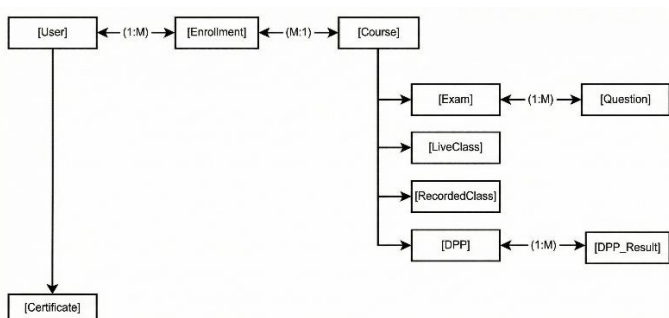 [User] (1:M) [Enrollment] (M:1) [Course]
[Exam] (1:M) [Question]
[LiveClass]
[RecordedClass]
[DPP] (1:M) [DPP_Result]
[Certificate]